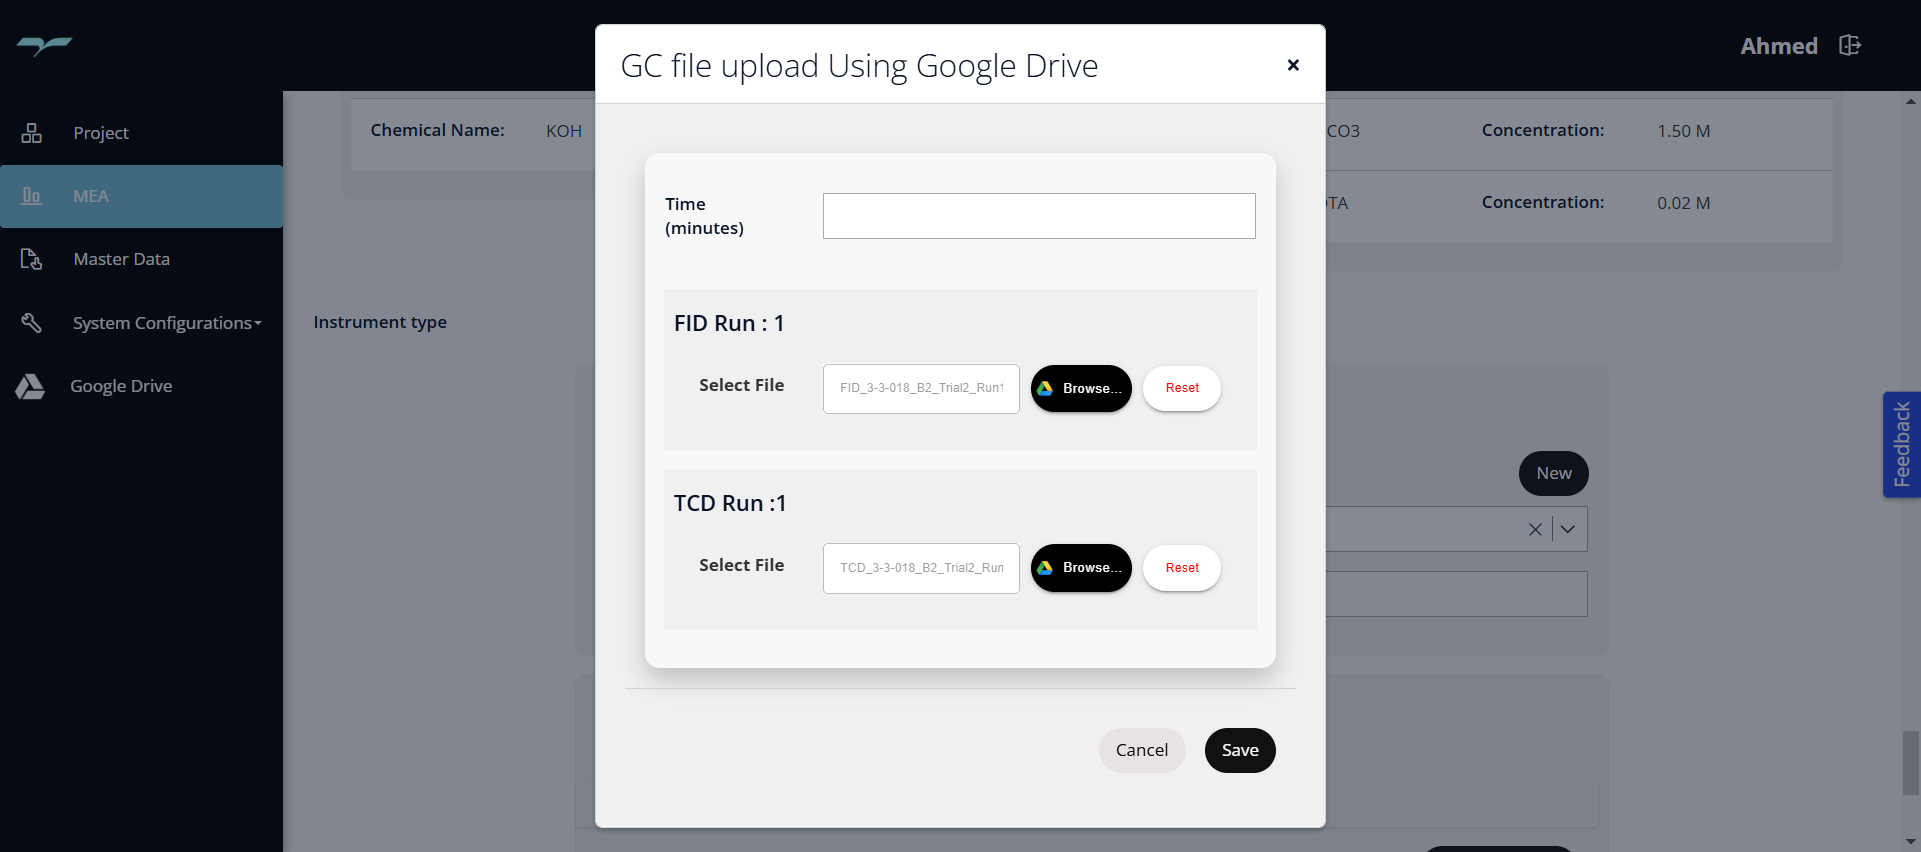 GC file upload Using Google Drive
×
Ahmed
Project
MEA
Master Data
System Configurations
Google Drive
Chemical Name: KOH
CO3 Concentration: 1.50 M
Concentration: 0.02 M
Instrument type
Time
(minutes)
FID Run : 1
Select File FID_3-3-018_B2_Trial2_Run1 Browse... Reset
TCD Run :1
Select File TCD_3-3-018_B2_Trial2_Run Browse... Reset
Cancel Save
New
Feedback